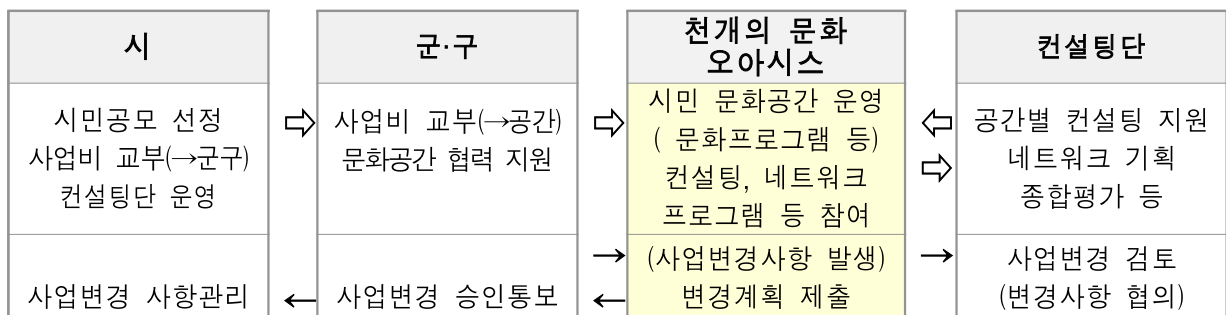 시
시민공모 선정
사업비 교부(→군구)
컨설팅단 운영
사업변경 사항관리
⇨
←
군·구
사업비 교부(→공간)
문화공간 협력 지원
사업변경 승인통보
⇨
→
←
천개의 문화
오아시스
시민 문화공간 운영
( 문화프로그램 등)
컨설팅, 네트워크
프로그램 등 참여
(사업변경사항 발생)
변경계획 제출
⇦
⇨
→
컨설팅단
공간별 컨설팅 지원
네트워크 기획
종합평가 등
사업변경 검토
(변경사항 협의)